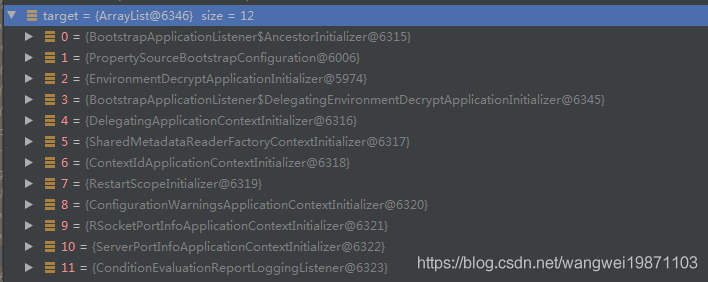 target = {ArrayList@6346} size = 12
0 = {BootstrapApplicationListener$AncestorInitializer@6315}
1 = {PropertySourceBootstrapConfiguration@6006}
2 = {EnvironmentDecryptApplicationInitializer@5974}
3 = {BootstrapApplicationListener$DelegatingEnvironmentDecryptApplicationInitializer@6345}
4 = {DelegatingApplicationContextInitializer@6316}
5 = {SharedMetadataReaderFactoryContextInitializer@6317}
6 = {ContextIdApplicationContextInitializer@6318}
7 = {RestartScopeInitializer@6319}
8 = {ConfigurationWarningsApplicationContextInitializer@6320}
9 = {RSocketPortInfoApplicationContextInitializer@6321}
10 = {ServerPortInfoApplicationContextInitializer@6322}
11 = {ConditionEvaluationReportLoggingListener@6323}
https://blog.csdn.net/wangwei19871103